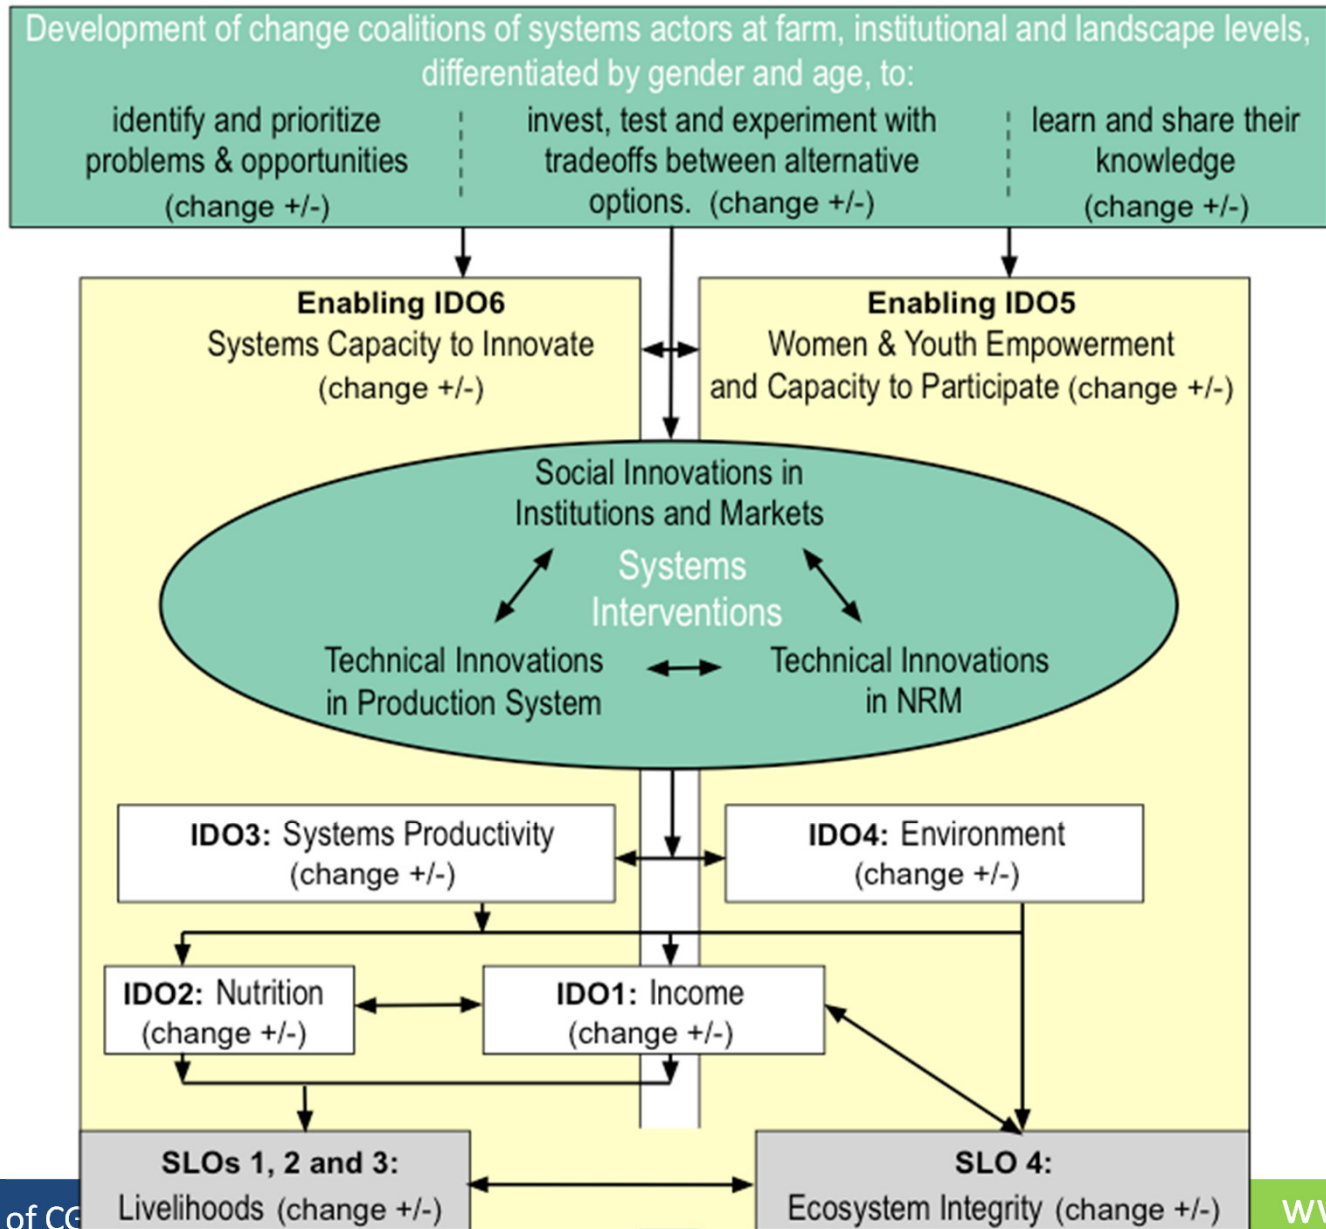 Development of change coalitions of systems actors at farm, institutional and landscape levels,
differentiated by gender and age, to:
identify and prioritize
problems & opportunities
(change +/-)
invest, test and experiment with
tradeoffs between alternative
options. (change +/-)
learn and share their
knowledge
(change +/-)
Enabling IDO6
Systems Capacity to Innovate
(change +/-)
Enabling IDO5
Women & Youth Empowerment
and Capacity to Participate (change +/-)
Social Innovations in
Institutions and Markets
Systems
Interventions
Technical Innovations
in Production System
Technical Innovations
in NRM
IDO3: Systems Productivity
(change +/-)
IDO4: Environment
(change +/-)
IDO2: Nutrition
(change +/-)
IDO1: Income
(change +/-)
SLOs 1, 2 and 3:
Livelihoods (change +/-)
SLO 4:
Ecosystem Integrity (change +/-)
of